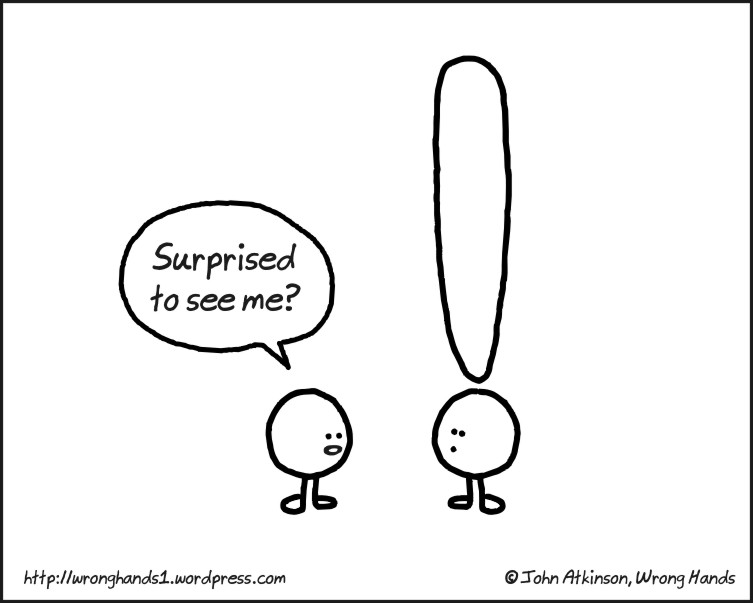 Surprised
to see me?
http://wronghands1.wordpress.com
© John Atkinson, Wrong Hands